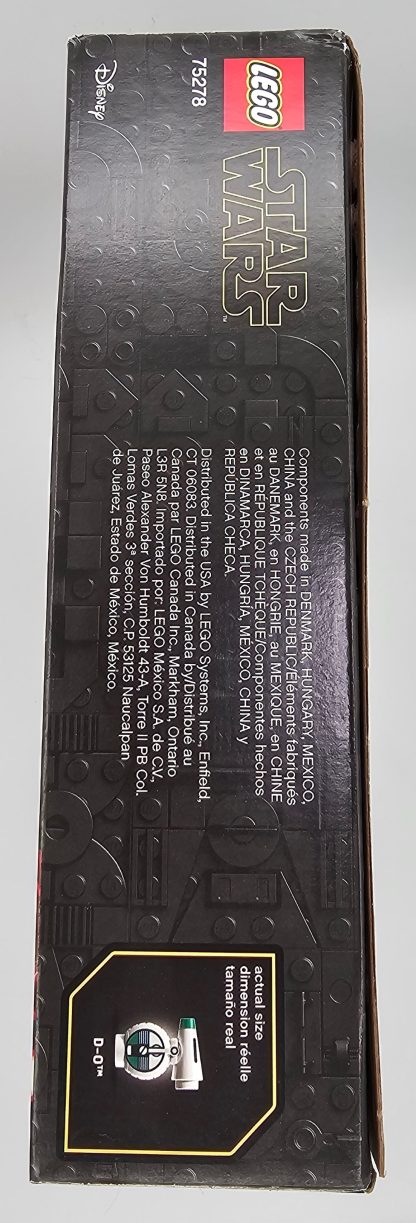 LEGO
STAR
WARS™
75278
Disney
Components made in DENMARK, HUNGARY, MEXICO,
CHINA and the CZECH REPUBLIC/Éléments fabriqués
au DANEMARK, en HONGRIE, au MEXIQUE, en CHINE
et en RÉPUBLIQUE TCHÈQUE/Componentes hechos
en DINAMARCA, HUNGRÍA, MÉXICO, CHINA y
REPÚBLICA CHECA.
Distributed in the USA by LEGO Systems, Inc., Enfield,
CT 06083. Distributed in Canada by/Distribué au
Canada par LEGO Canada Inc., Markham, Ontario
L3R 5N8. Importado por: LEGO México S.A. de C.V.
Paseo Alexander Von Humboldt 43-A, Torre III PB Col.
Lomas Verdes 3ª sección, C.P. 53125 Naucalpan
de Juárez, Estado de México, México.
actual size
dimension réelle
tamaño real
D-O™